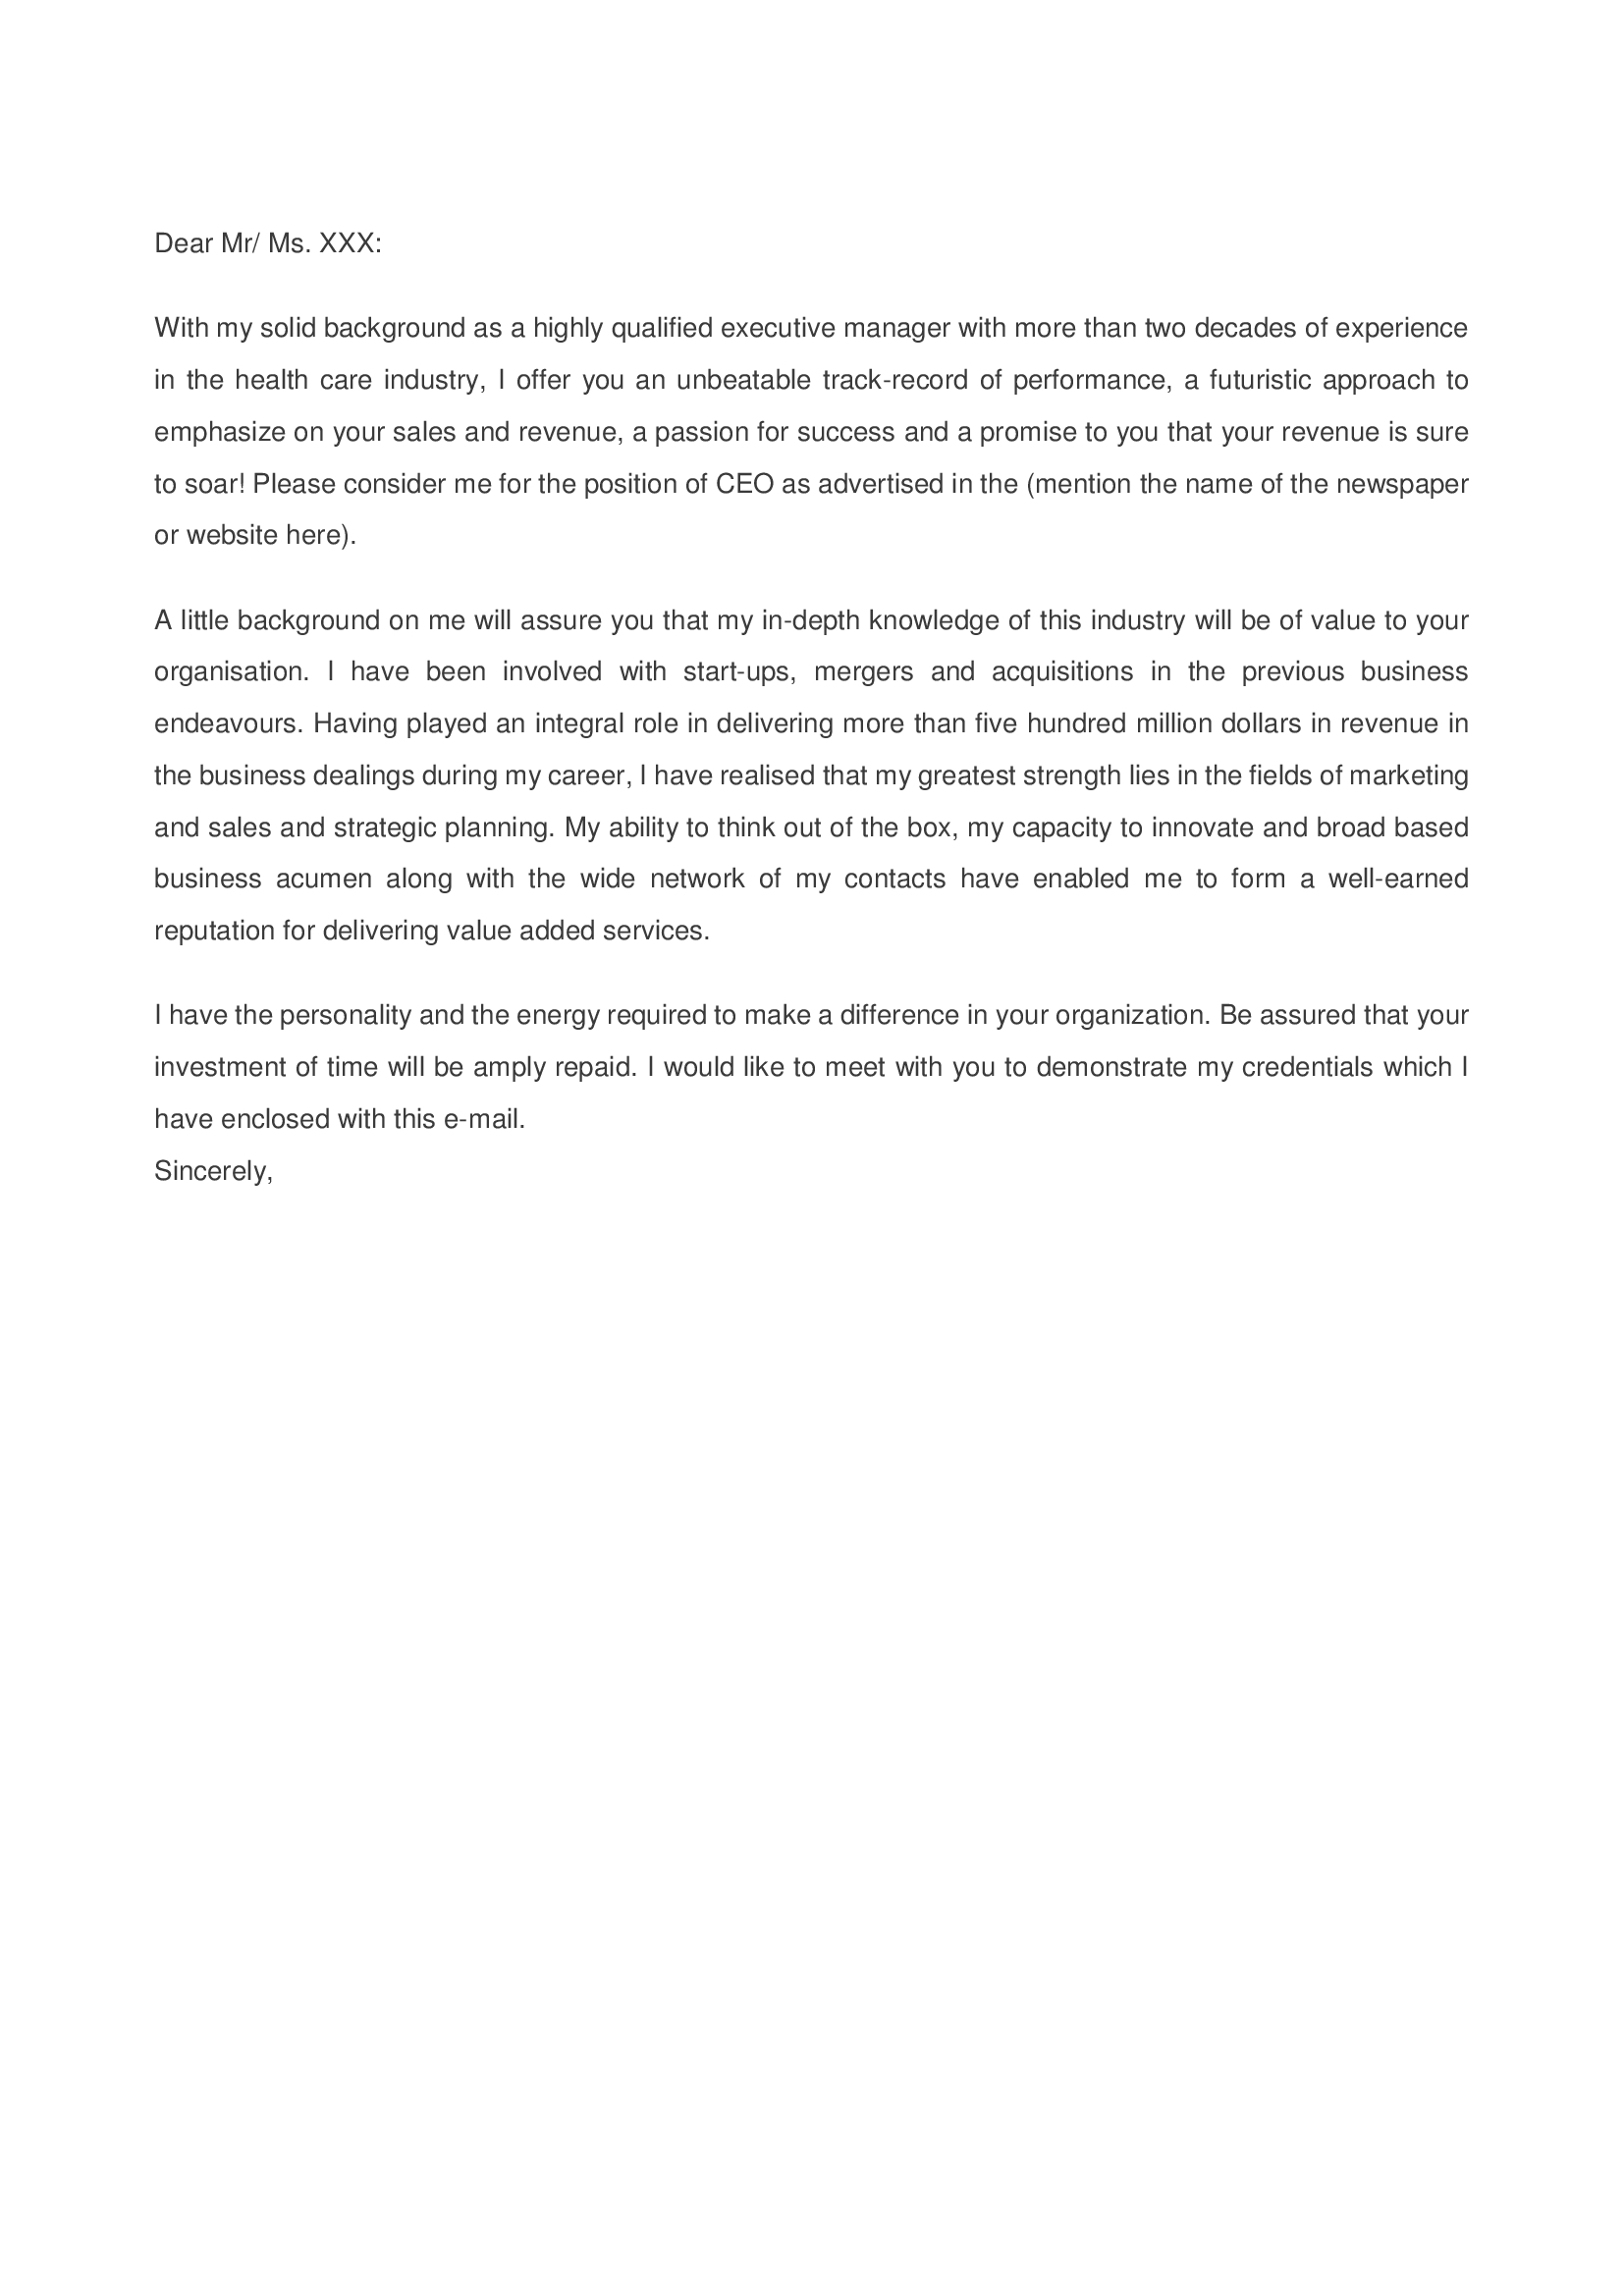 Dear Mr/ Ms. XXX:
With my solid background as a highly qualified executive manager with more than two decades of experience
in the health care industry, I offer you an unbeatable track-record of performance, a futuristic approach to
emphasize on your sales and revenue, a passion for success and a promise to you that your revenue is sure
to soar! Please consider me for the position of CEO as advertised in the (mention the name of the newspaper
or website here).
A little background on me will assure you that my in-depth knowledge of this industry will be of value to your
organisation. I have been involved with start-ups, mergers and acquisitions in the previous business
endeavours. Having played an integral role in delivering more than five hundred million dollars in revenue in
the business dealings during my career, I have realised that my greatest strength lies in the fields of marketing
and sales and strategic planning. My ability to think out of the box, my capacity to innovate and broad based
business acumen along with the wide network of my contacts have enabled me to form a well-earned
reputation for delivering value added services.
I have the personality and the energy required to make a difference in your organization. Be assured that your
investment of time will be amply repaid. I would like to meet with you to demonstrate my credentials which I
have enclosed with this e-mail.
Sincerely,